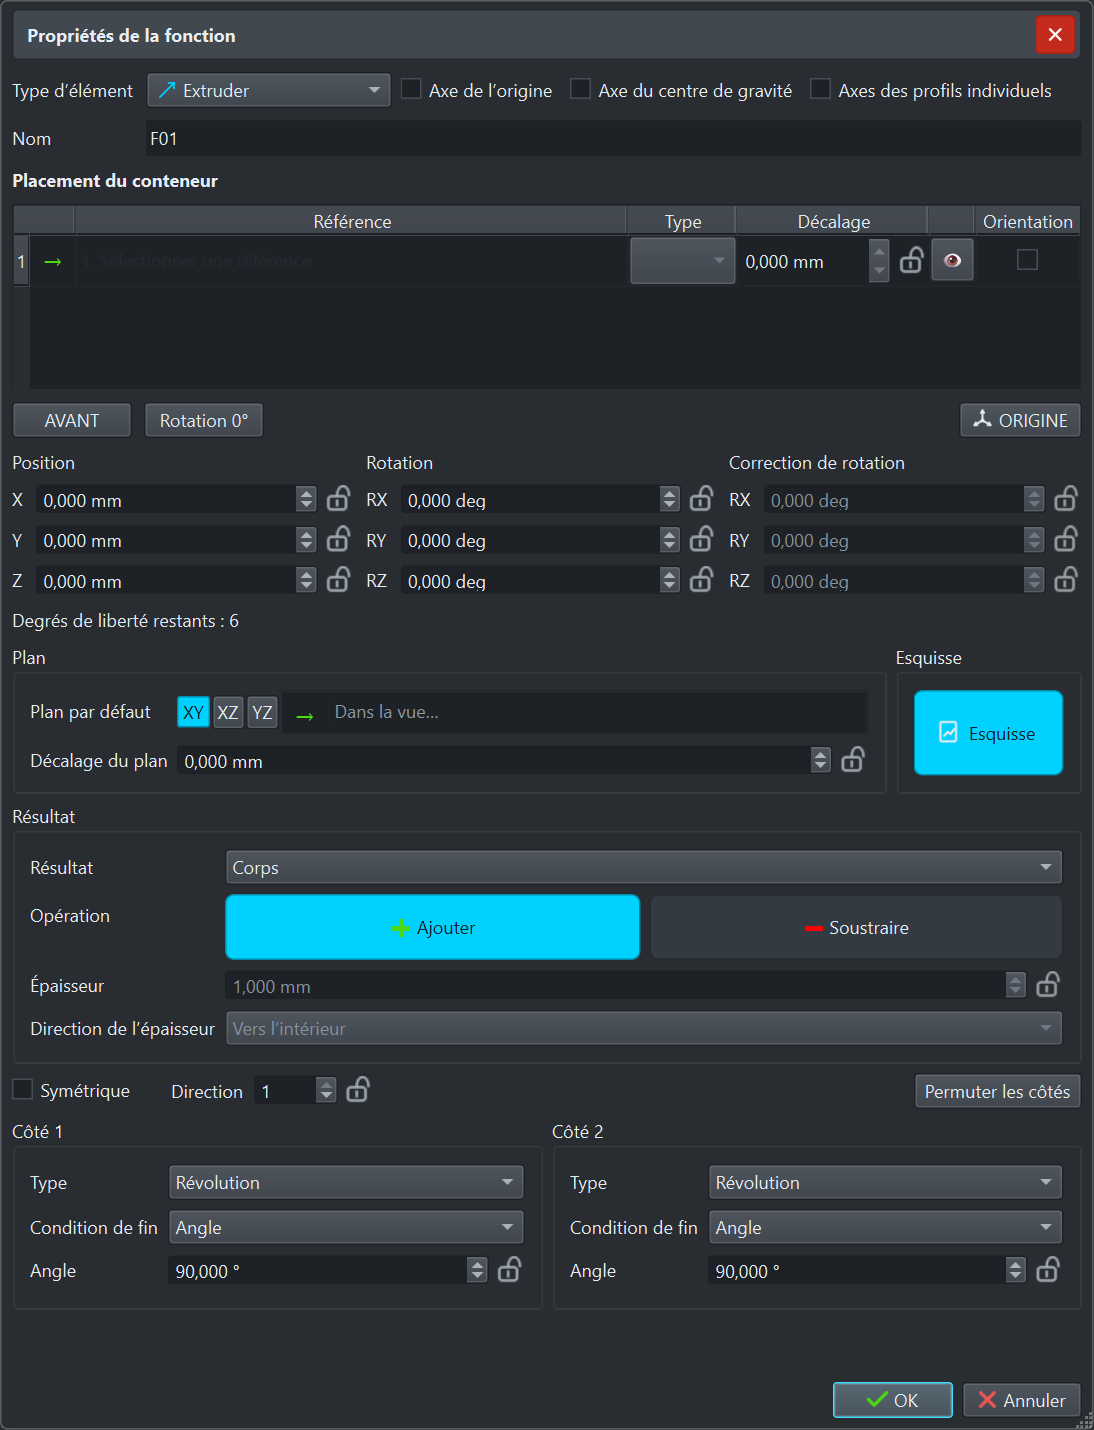 Propriétés de la fonction
Type d’élément Extruder Axe de l’origine Axe du centre de gravité Axes des profils individuels
Nom F01
Placement du conteneur
Référence Type Décalage Orientation
1 → 1. Sélectionner une référence 0,000 mm
AVANT Rotation 0° ORIGINE
Position Rotation Correction de rotation
X 0,000 mm RX 0,000 deg RX 0,000 deg
Y 0,000 mm RY 0,000 deg RY 0,000 deg
Z 0,000 mm RZ 0,000 deg RZ 0,000 deg
Degrés de liberté restants : 6
Plan Esquisse
Plan par défaut XY XZ YZ → Dans la vue... Esquisse
Décalage du plan 0,000 mm
Résultat
Résultat Corps
Opération Ajouter Soustraire
Épaisseur 1,000 mm
Direction de l’épaisseur Vers l’intérieur
Symétrique Direction 1 Permuter les côtés
Côté 1 Côté 2
Type Révolution Type Révolution
Condition de fin Angle Condition de fin Angle
Angle 90,000 ° Angle 90,000 °
OK Annuler